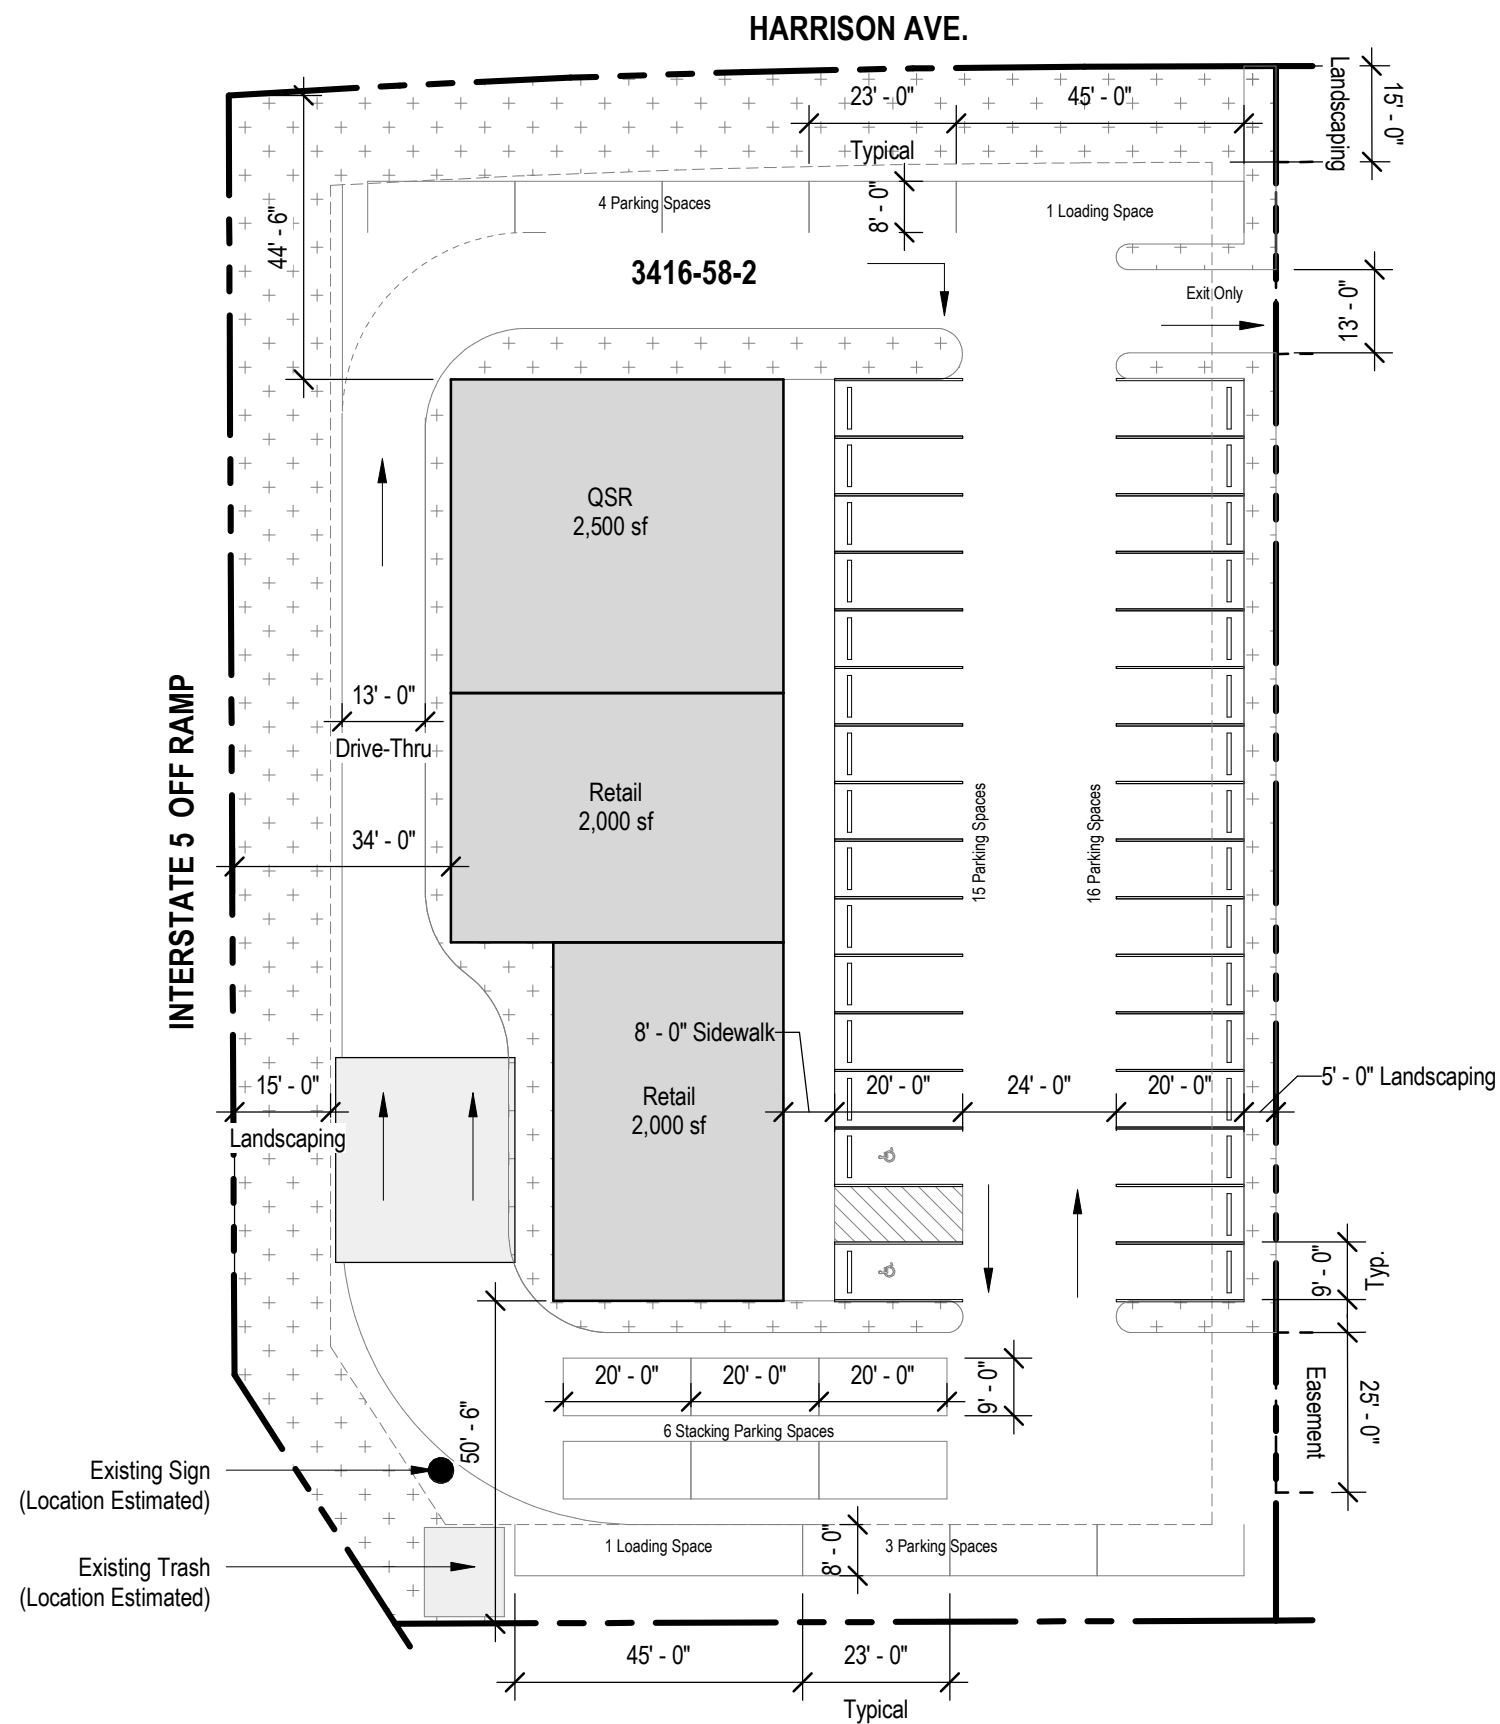 HARRISON AVE.
23' - 0"
45' - 0"
Typical
Landscaping
15' - 0"
44' - 6"
4 Parking Spaces
8' - 0"
1 Loading Space
3416-58-2
Exit Only
13' - 0"
QSR
2,500 sf
INTERSTATE 5 OFF RAMP
13' - 0"
Drive-Thru
34' - 0"
Retail
2,000 sf
15 Parking Spaces
16 Parking Spaces
8' - 0" Sidewalk
15' - 0"
Landscaping
Retail
2,000 sf
20' - 0"
24' - 0"
20' - 0"
5' - 0" Landscaping
9' - 0"
Typ.
20' - 0"
20' - 0"
20' - 0"
9' - 0"
Easement
25' - 0"
50' - 6"
6 Stacking Parking Spaces
Existing Sign
(Location Estimated)
1 Loading Space
8' - 0"
3 Parking Spaces
Existing Trash
(Location Estimated)
45' - 0"
23' - 0"
Typical